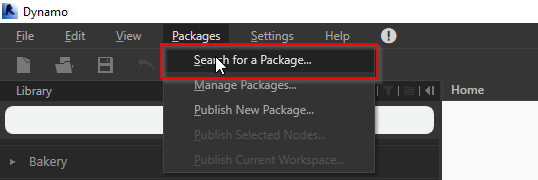 Dynamo
File Edit View Packages Settings Help
Search for a Package...
Manage Packages...
Library
Home
Publish New Package...
Publish Selected Nodes...
Bakery
Publish Current Workspace...